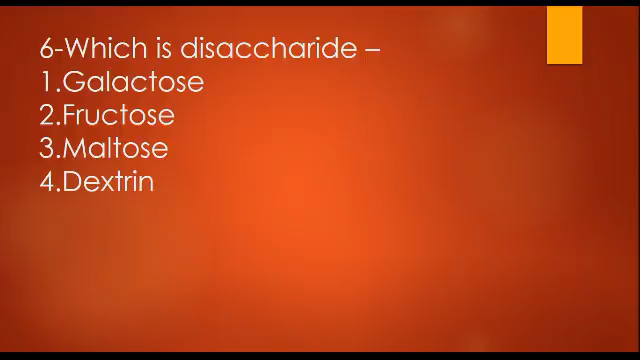 6-Which is disaccharide –
1.Galactose
2.Fructose
3.Maltose
4.Dextrin